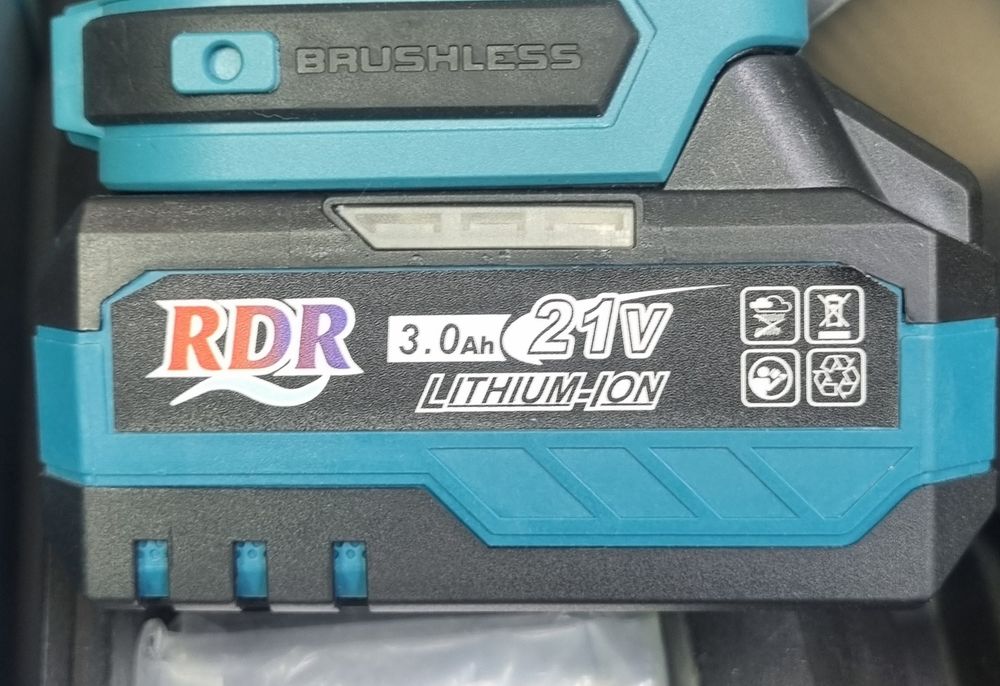 BRUSHLESS
RDR
3.0Ah
21V
LITHIUM-ION